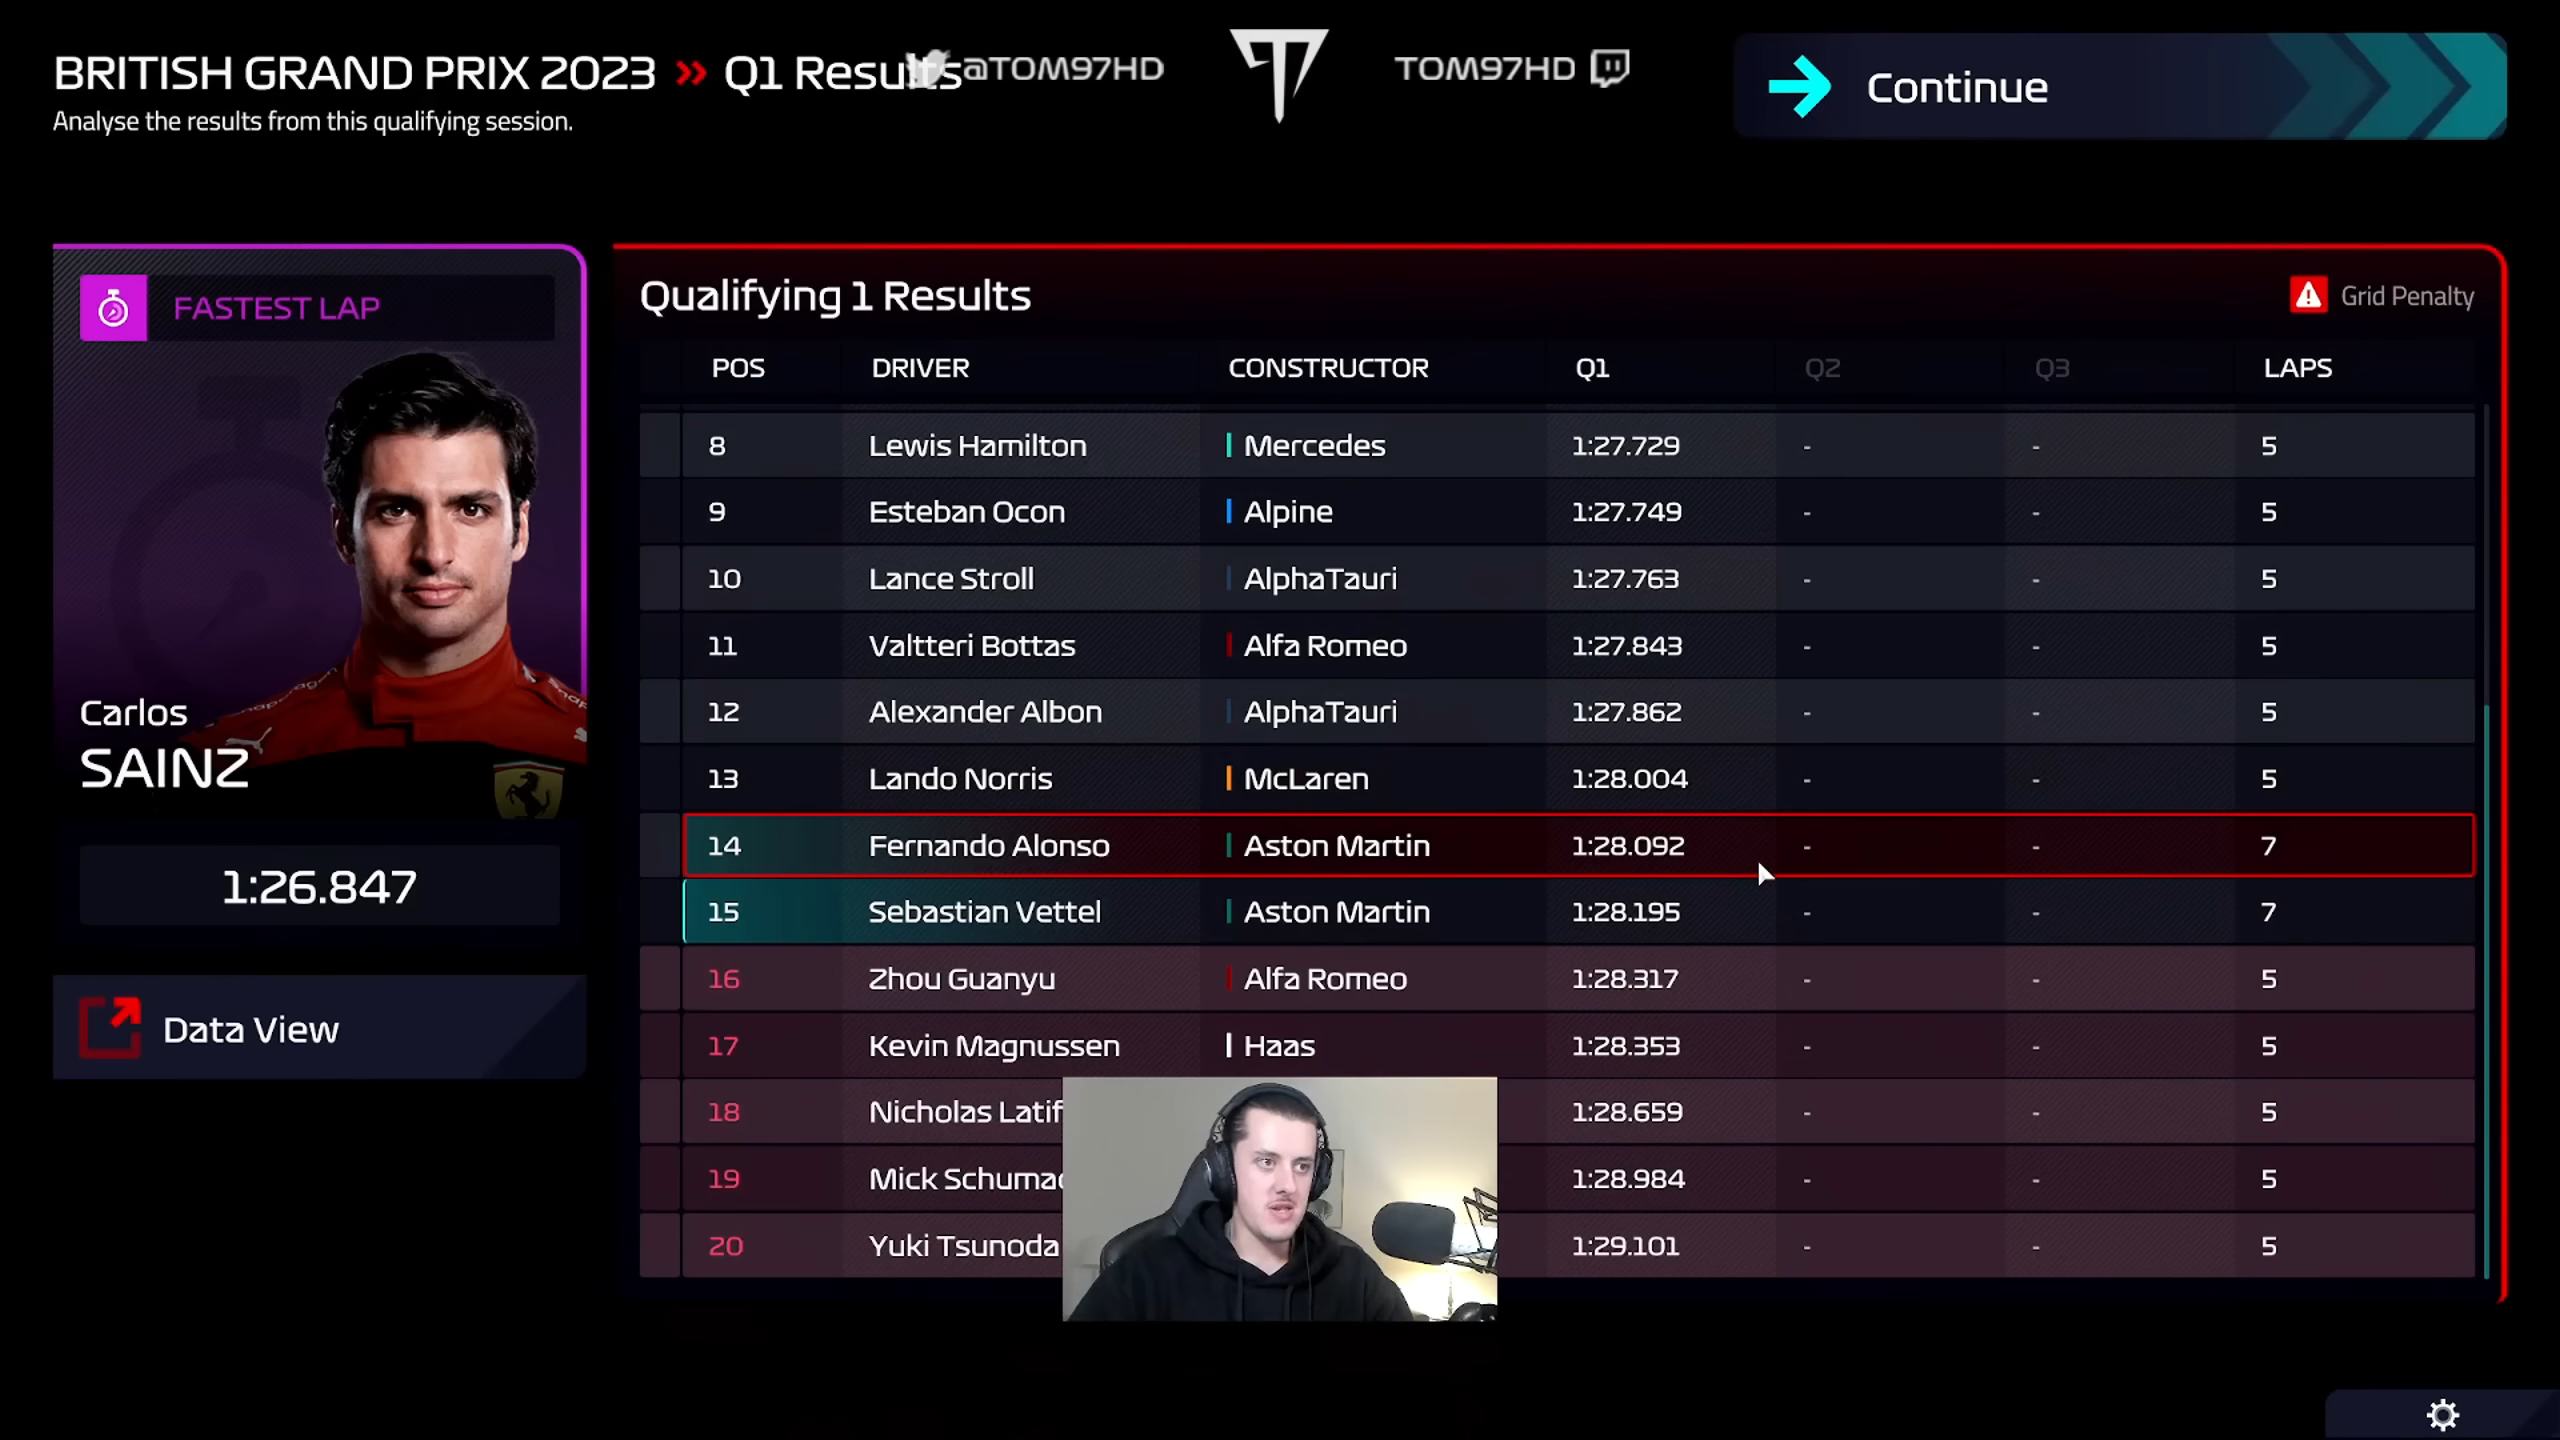 BRITISH GRAND PRIX 2023 » Q1 Results
@TOM97HD
TOM97HD
Continue
Analyse the results from this qualifying session.
FASTEST LAP
Carlos
SAINZ
1:26.847
Data View
Qualifying 1 Results
Grid Penalty
POS DRIVER CONSTRUCTOR Q1 Q2 Q3 LAPS
8 Lewis Hamilton Mercedes 1:27.729 - - 5
9 Esteban Ocon Alpine 1:27.749 - - 5
10 Lance Stroll AlphaTauri 1:27.763 - - 5
11 Valtteri Bottas Alfa Romeo 1:27.843 - - 5
12 Alexander Albon AlphaTauri 1:27.862 - - 5
13 Lando Norris McLaren 1:28.004 - - 5
14 Fernando Alonso Aston Martin 1:28.092 - - 7
15 Sebastian Vettel Aston Martin 1:28.195 - - 7
16 Zhou Guanyu Alfa Romeo 1:28.317 - - 5
17 Kevin Magnussen Haas 1:28.353 - - 5
18 Nicholas Latif 1:28.659 - - 5
19 Mick Schumac 1:28.984 - - 5
20 Yuki Tsunoda 1:29.101 - - 5